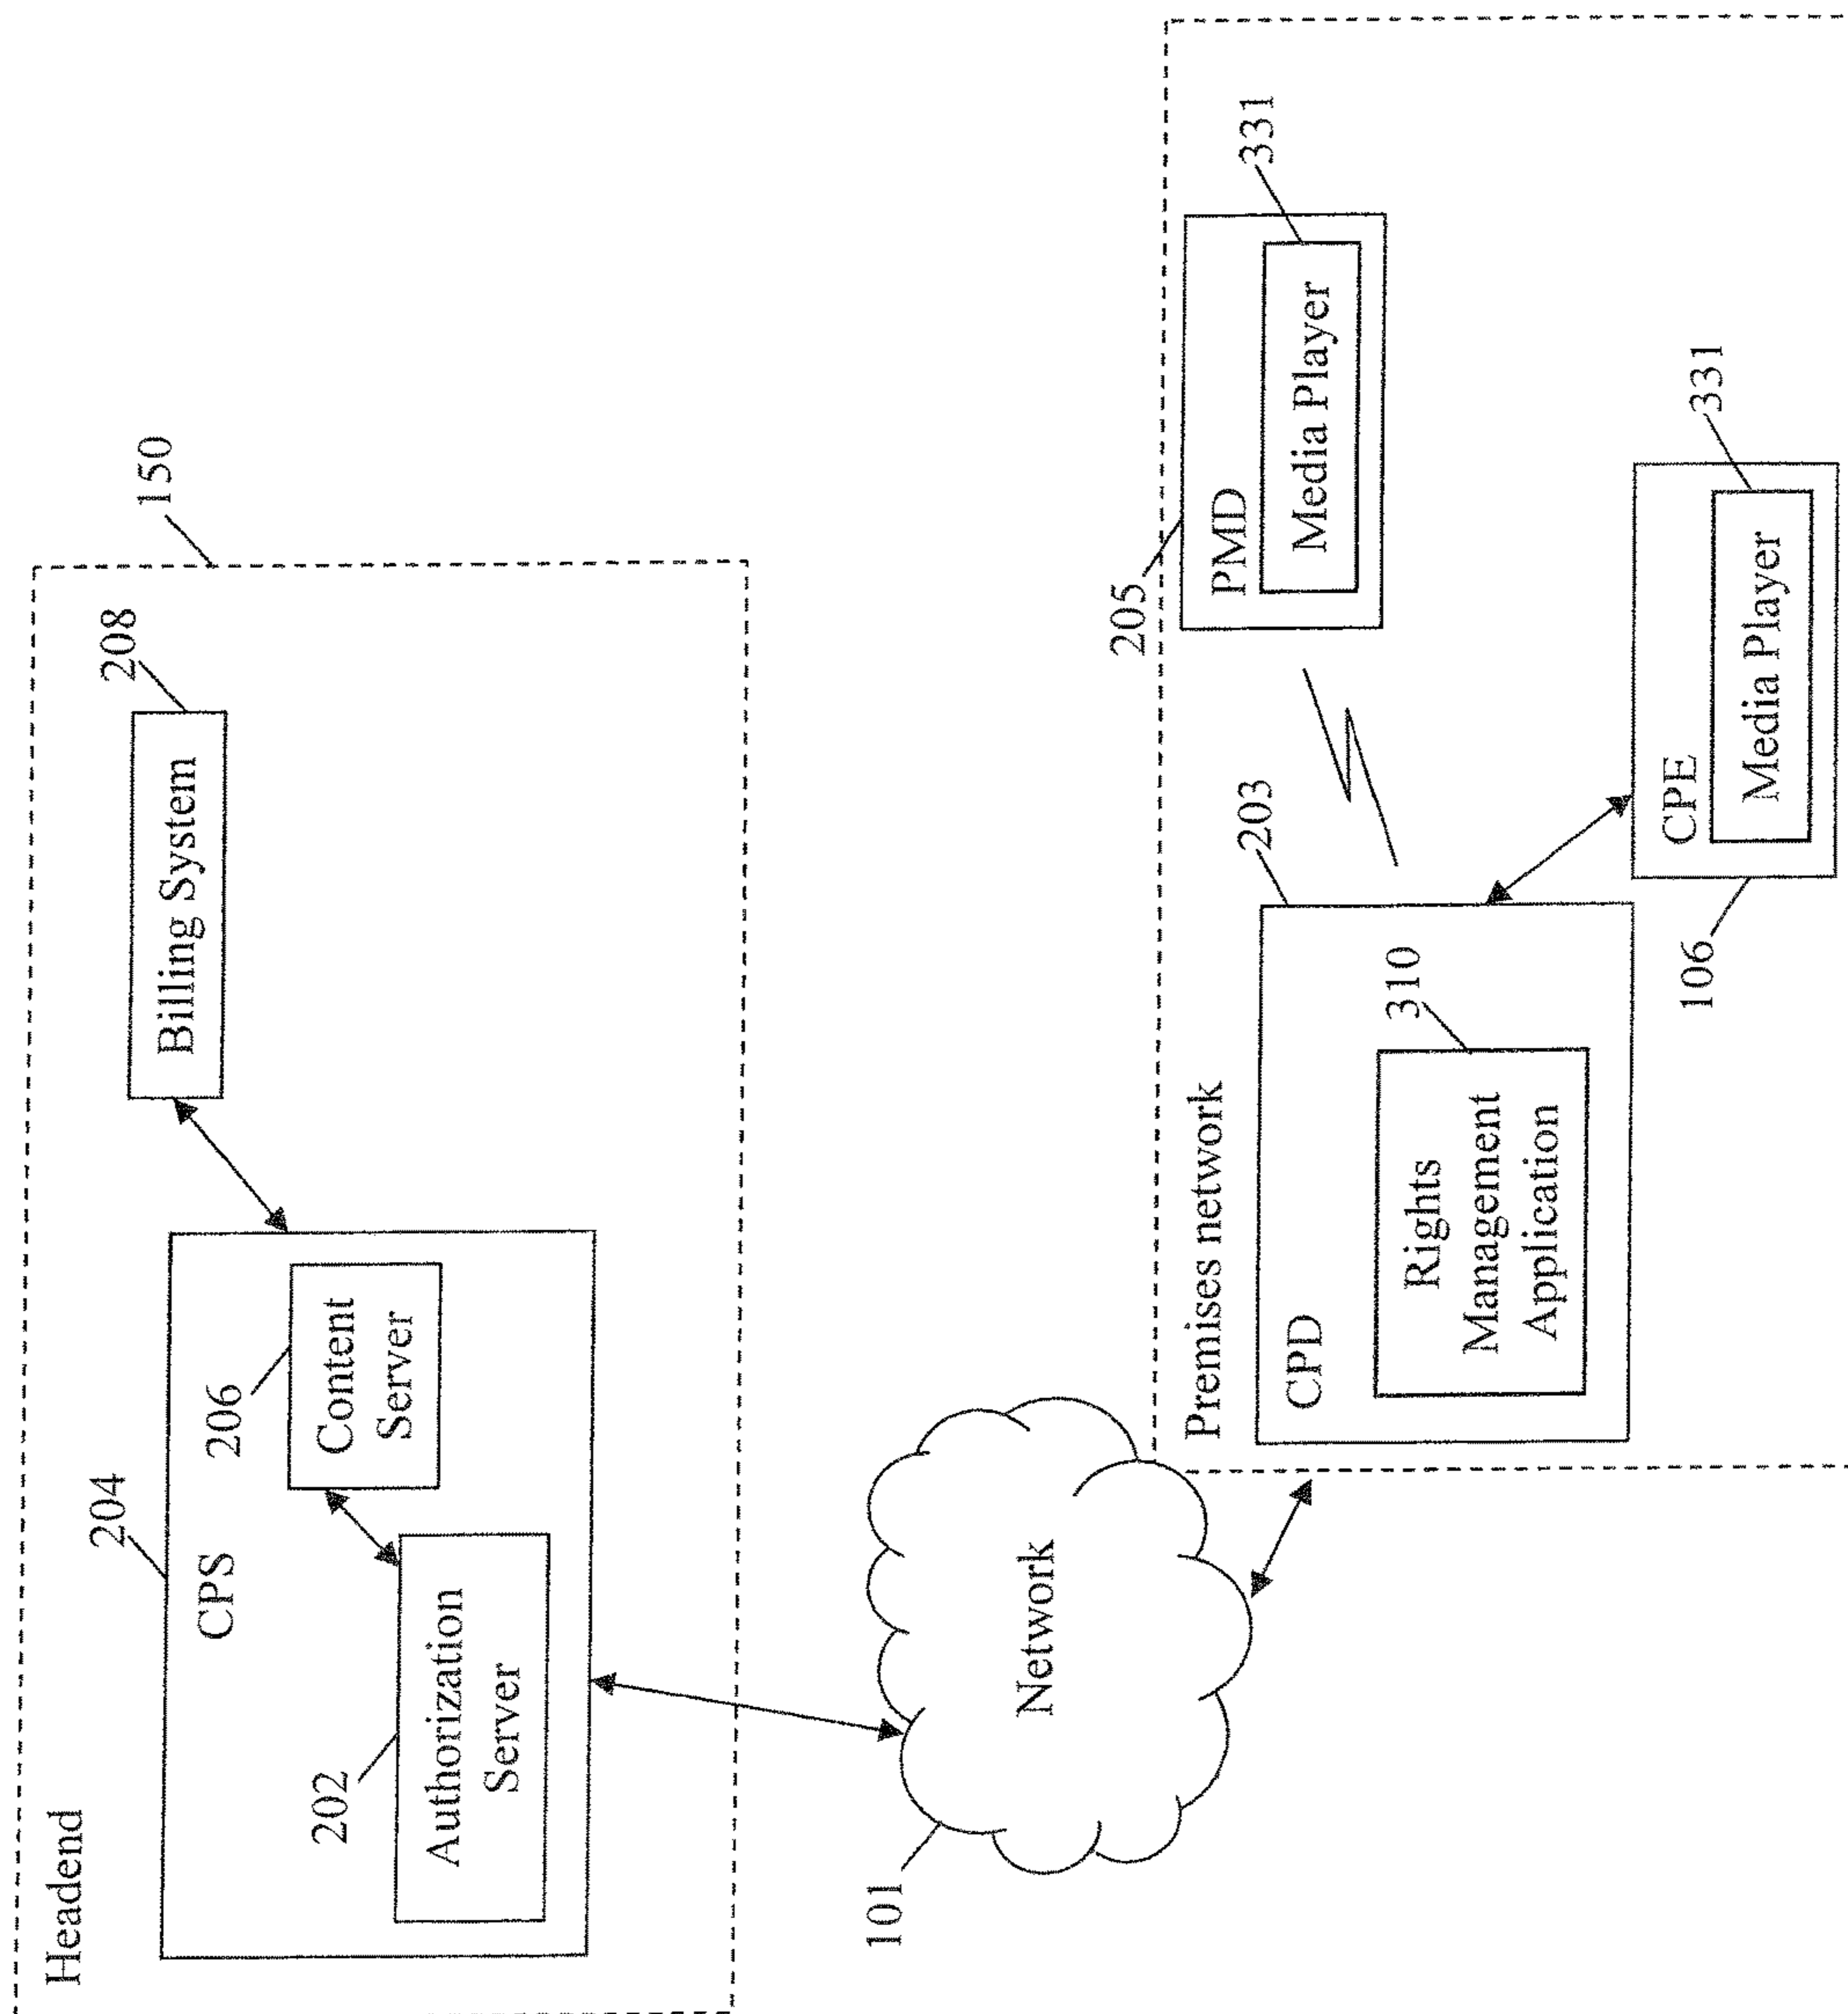 Headend
150
204
CPS
206
Content
Server
202
Authorization
Server
208
Billing System
101
Network
Premises network
203
CPD
310
Rights
Management
Application
205
PMD
331
Media Player
106
CPE
331
Media Player